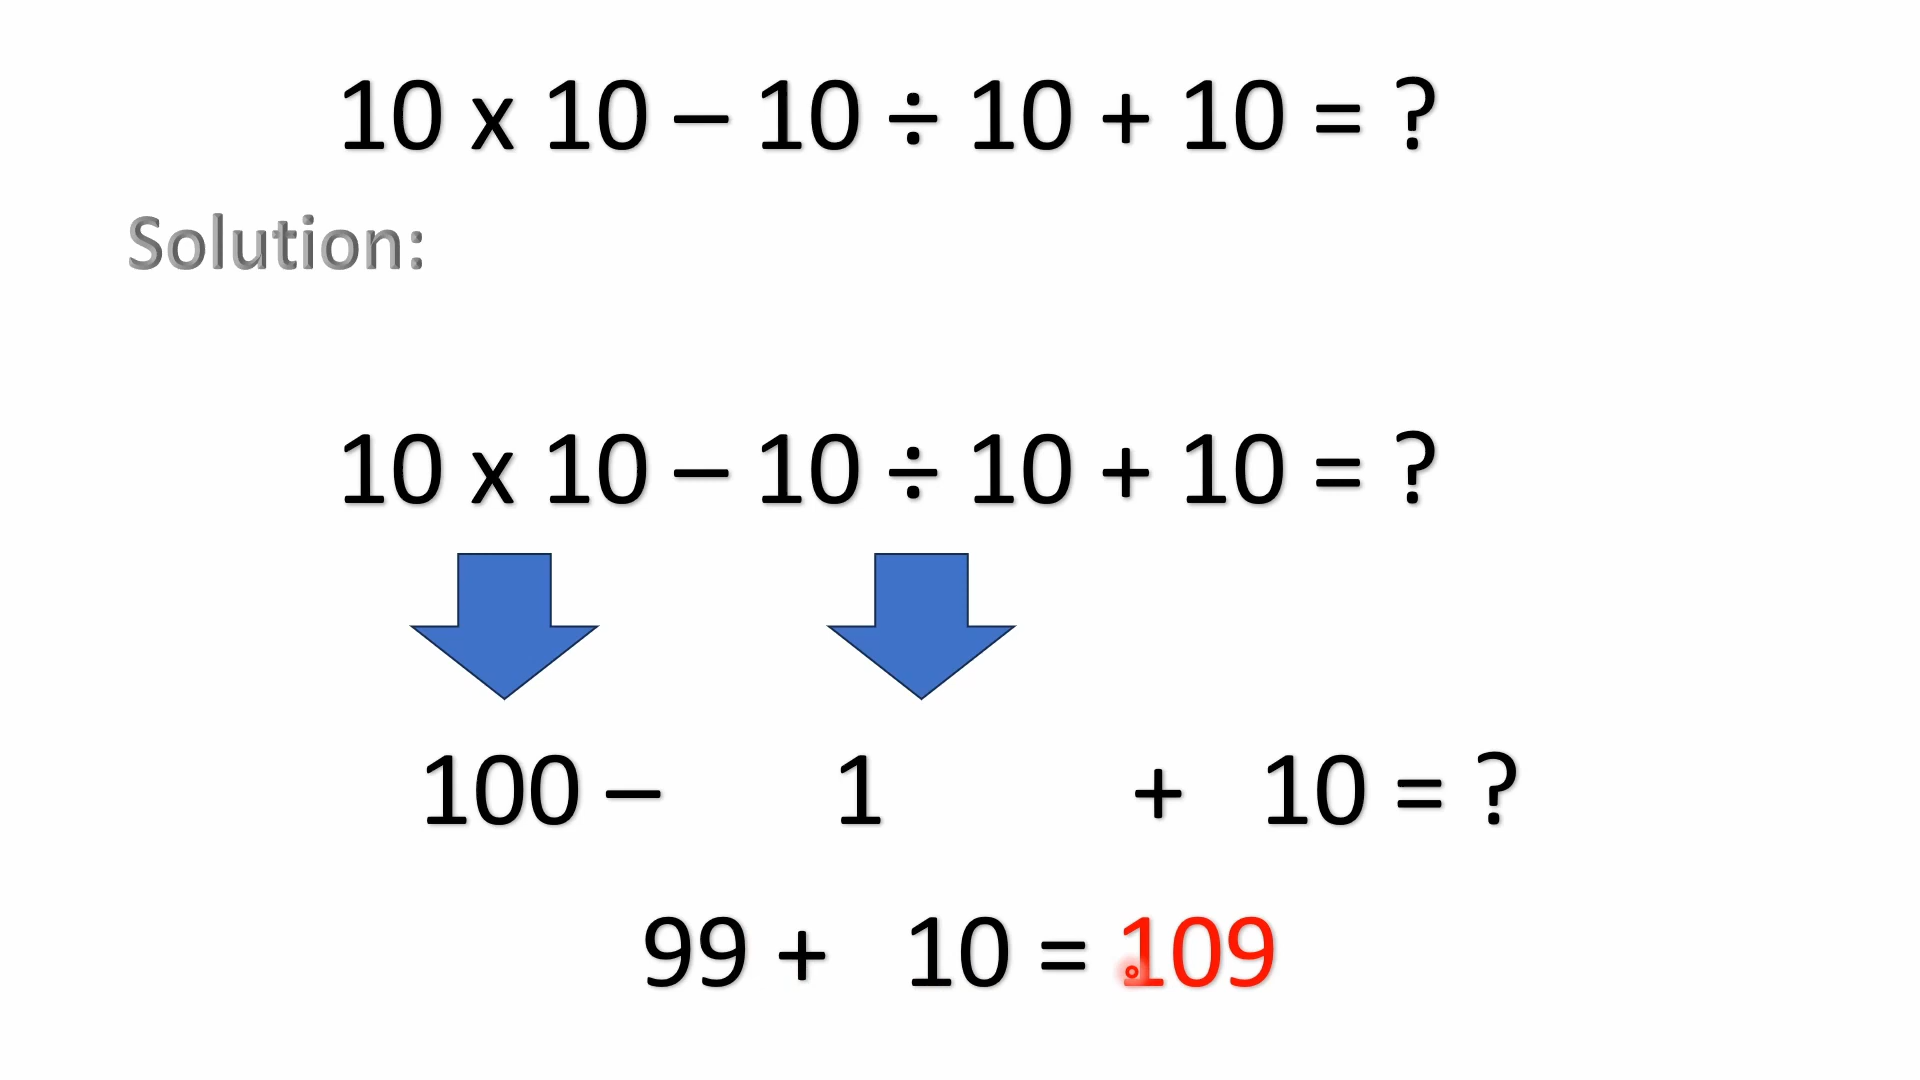 10 x 10 – 10 ÷ 10 + 10 = ?
Solution:
10 x 10 – 10 ÷ 10 + 10 = ?
100 – 1 + 10 = ?
99 + 10 = 109